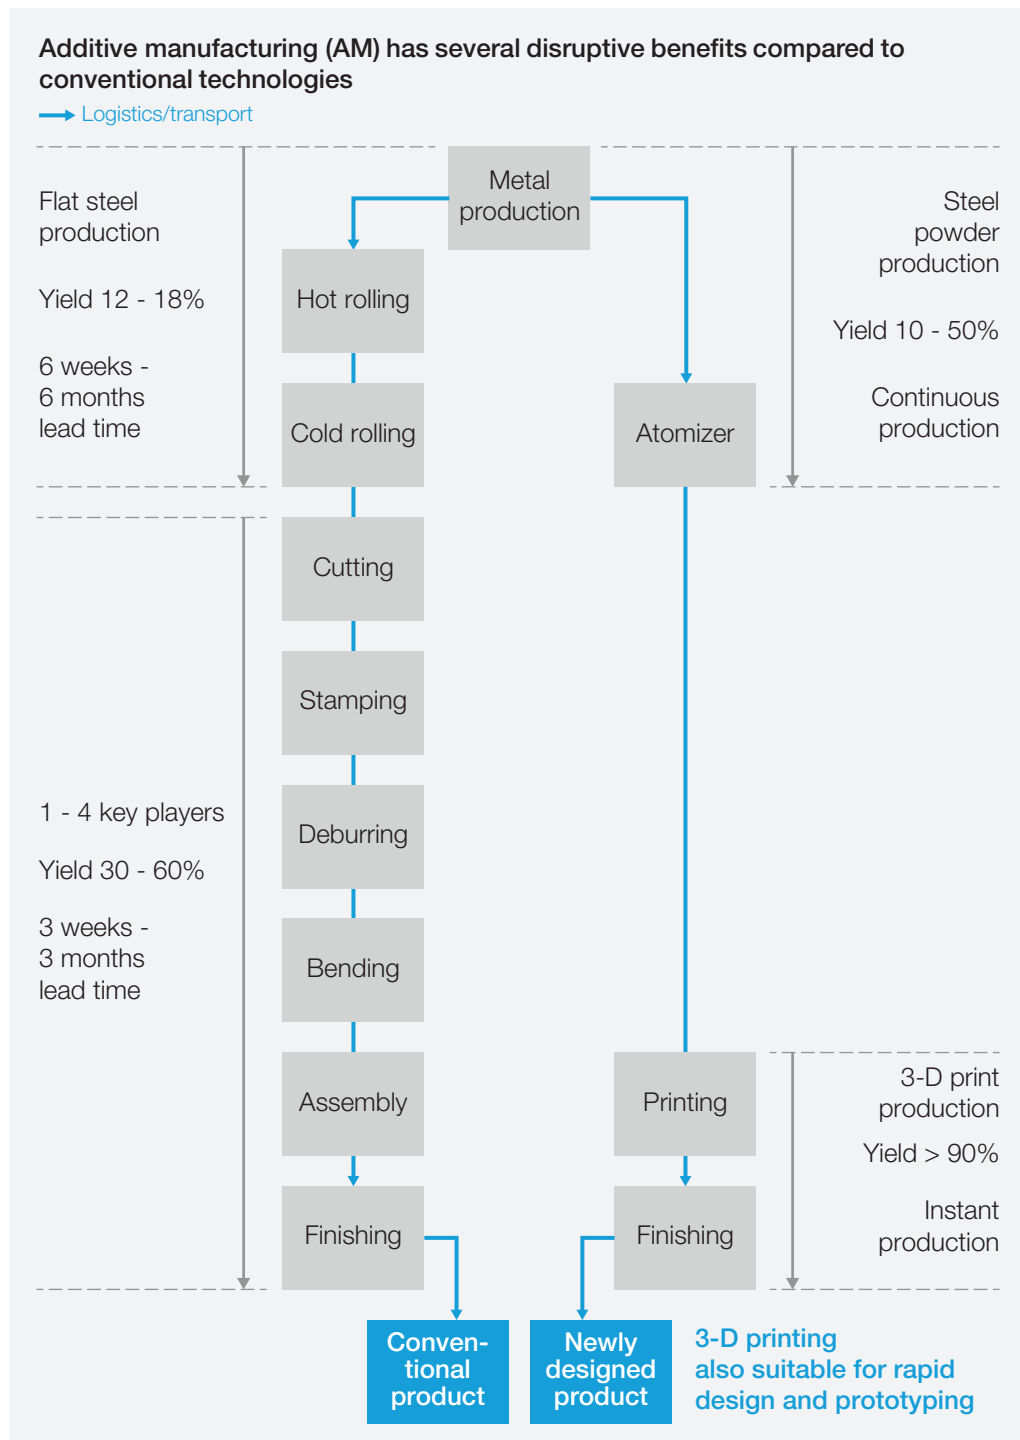 Additive manufacturing (AM) has several disruptive benefits compared to
conventional technologies
Logistics/transport
Metal
production
Flat steel
production
Yield 12 - 18%
6 weeks -
6 months
lead time
Hot rolling
Cold rolling
Steel
powder
production
Yield 10 - 50%
Continuous
production
Atomizer
Cutting
Stamping
Deburring
Bending
Assembly
Finishing
1 - 4 key players
Yield 30 - 60%
3 weeks -
3 months
lead time
Printing
Finishing
3-D print
production
Yield > 90%
Instant
production
Conven-
tional
product
Newly
designed
product
3-D printing
also suitable for rapid
design and prototyping